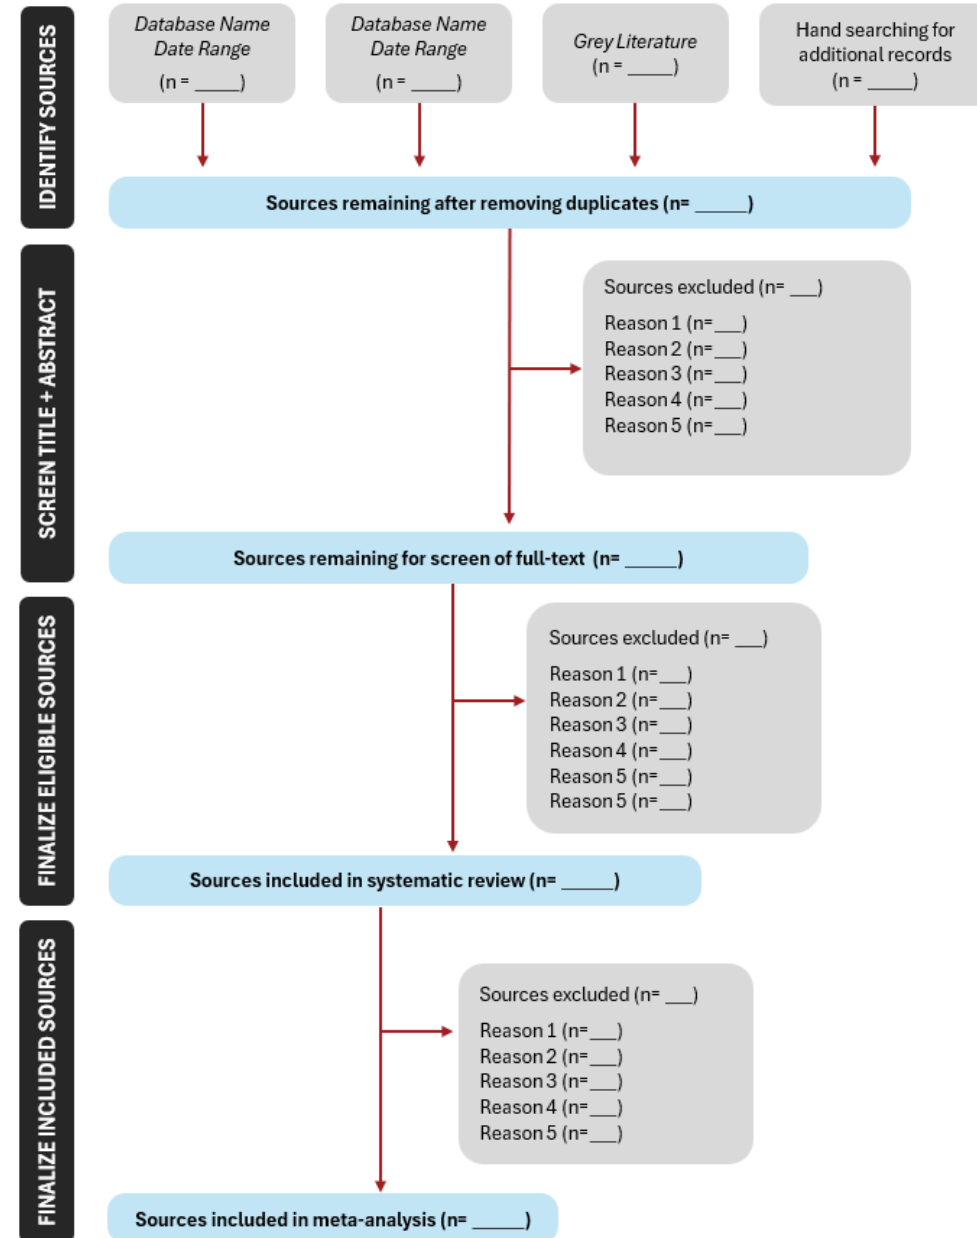 IDENTIFY SOURCES
Database Name
Date Range
(n = ____)
Database Name
Date Range
(n = ____)
Grey Literature
(n = ____)
Hand searching for
additional records
(n = ____)
Sources remaining after removing duplicates (n= _____)
SCREEN TITLE + ABSTRACT
Sources excluded (n= ___)
Reason 1 (n=___)
Reason 2 (n=___)
Reason 3 (n=___)
Reason 4 (n=___)
Reason 5 (n=___)
Sources remaining for screen of full-text (n= _____)
FINALIZE ELIGIBLE SOURCES
Sources excluded (n= ___)
Reason 1 (n=___)
Reason 2 (n=___)
Reason 3 (n=___)
Reason 4 (n=___)
Reason 5 (n=___)
Reason 5 (n=___)
Sources included in systematic review (n= _____)
FINALIZE INCLUDED SOURCES
Sources excluded (n= ___)
Reason 1 (n=___)
Reason 2 (n=___)
Reason 3 (n=___)
Reason 4 (n=___)
Reason 5 (n=___)
Sources included in meta-analysis (n= _____)